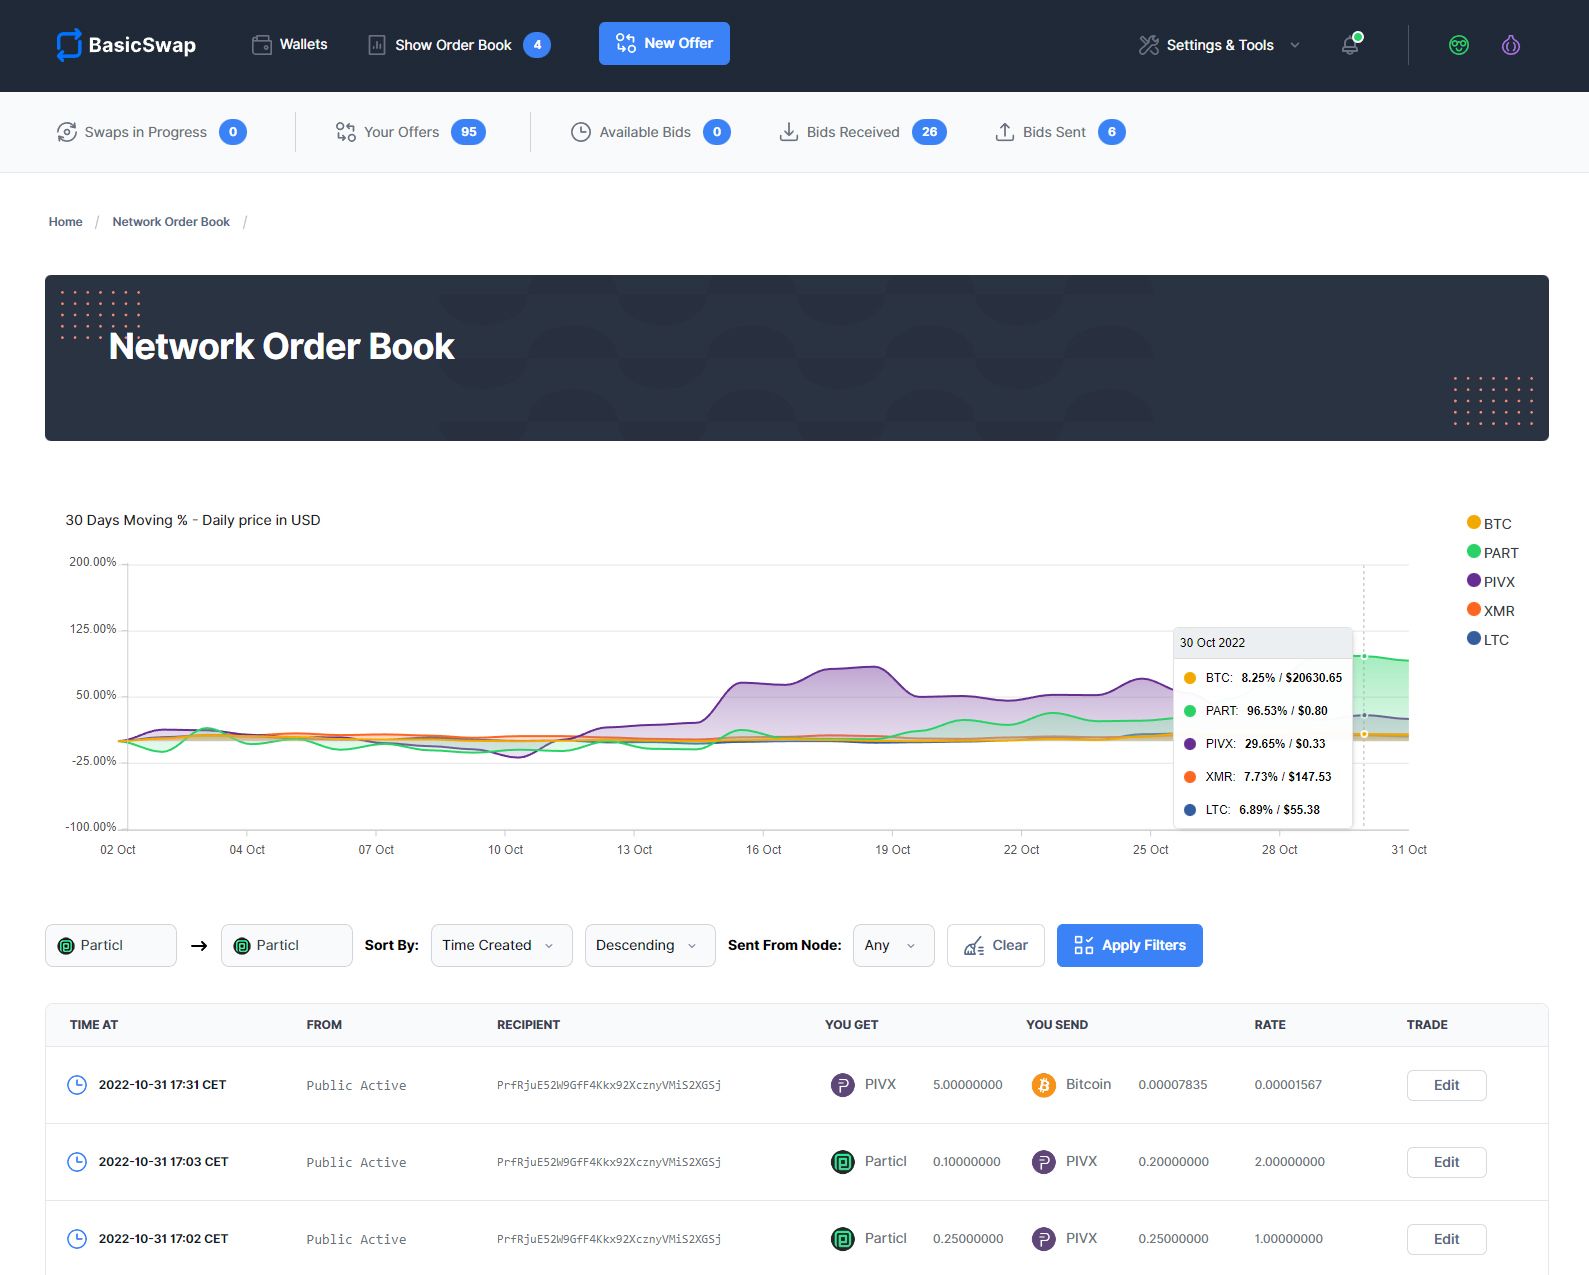 BasicSwap Wallets Show Order Book 4 New Offer Settings & Tools
Swaps in Progress 0 Your Offers 95 Available Bids 0 Bids Received 26 Bids Sent 6
Home / Network Order Book /
Network Order Book
30 Days Moving % - Daily price in USD
BTC
PART
PIVX
XMR
LTC
200.00%
125.00%
50.00%
-25.00%
-100.00%
30 Oct 2022
BTC: 8.25% / $20630.65
PART: 96.53% / $0.80
PIVX: 29.65% / $0.33
XMR: 7.73% / $147.53
LTC: 6.89% / $55.38
02 Oct 04 Oct 07 Oct 10 Oct 13 Oct 16 Oct 19 Oct 22 Oct 25 Oct 28 Oct 31 Oct
Particl → Particl Sort By: Time Created Descending Sent From Node: Any Clear Apply Filters
TIME AT FROM RECIPIENT YOU GET YOU SEND RATE TRADE
2022-10-31 17:31 CET Public Active PrfRjuE52W9GfF4Kkx92XcznyVMiS2XGSj PIVX 5.00000000 Bitcoin 0.00007835 0.00001567 Edit
2022-10-31 17:03 CET Public Active PrfRjuE52W9GfF4Kkx92XcznyVMiS2XGSj Particl 0.10000000 PIVX 0.20000000 2.00000000 Edit
2022-10-31 17:02 CET Public Active PrfRjuE52W9GfF4Kkx92XcznyVMiS2XGSj Particl 0.25000000 PIVX 0.25000000 1.00000000 Edit